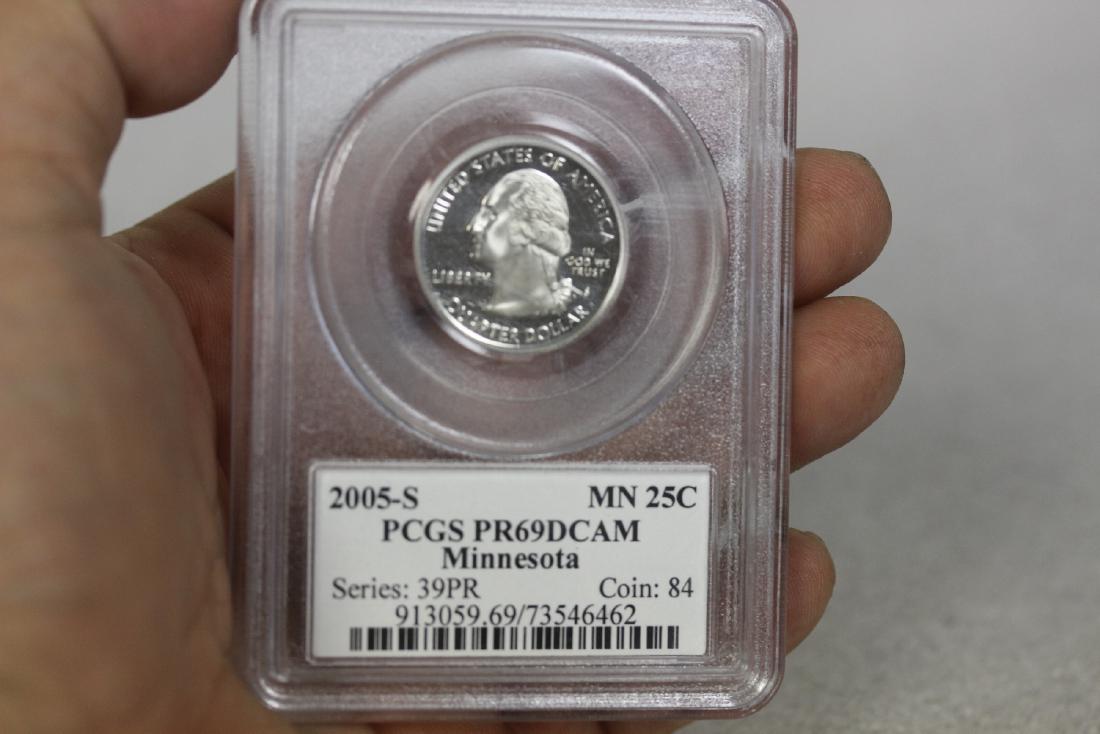 UNITED STATES OF AMERICA
LIBERTY
IN
GOD WE
TRUST
QUARTER DOLLAR
2005-S MN 25C
PCGS PR69DCAM
Minnesota
Series: 39PR Coin: 84
913059.69/73546462